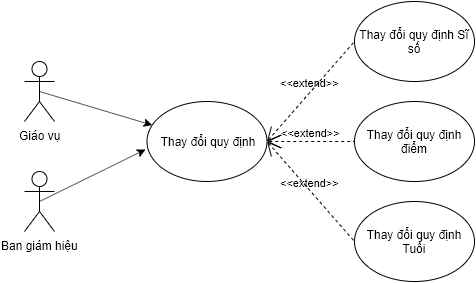 Thay đổi quy định Sĩ
số
<<extend>>
Giáo vụ
Thay đổi quy định
<<extend>>
Thay đổi quy định
điểm
<<extend>>
Ban giám hiệu
Thay đổi quy định
Tuổi